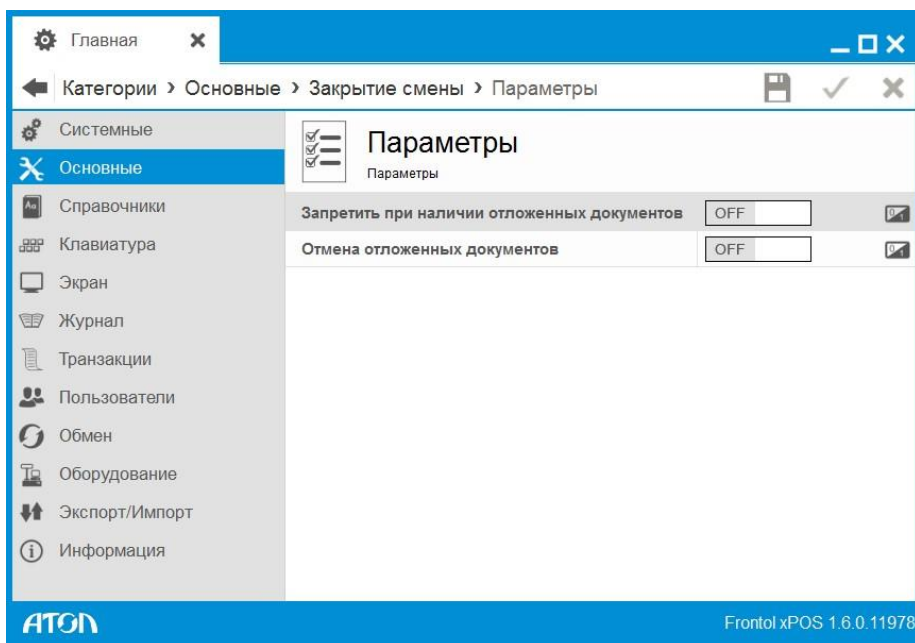 Главная
Категории > Основные > Закрытие смены > Параметры
Системные
Основные
Справочники
Клавиатура
Экран
Журнал
Транзакции
Пользователи
Обмен
Оборудование
Экспорт/Импорт
Информация
Параметры
Параметры
Запретить при наличии отложенных документов OFF
Отмена отложенных документов OFF
АТОЛ
Frontol xPOS 1.6.0.11978